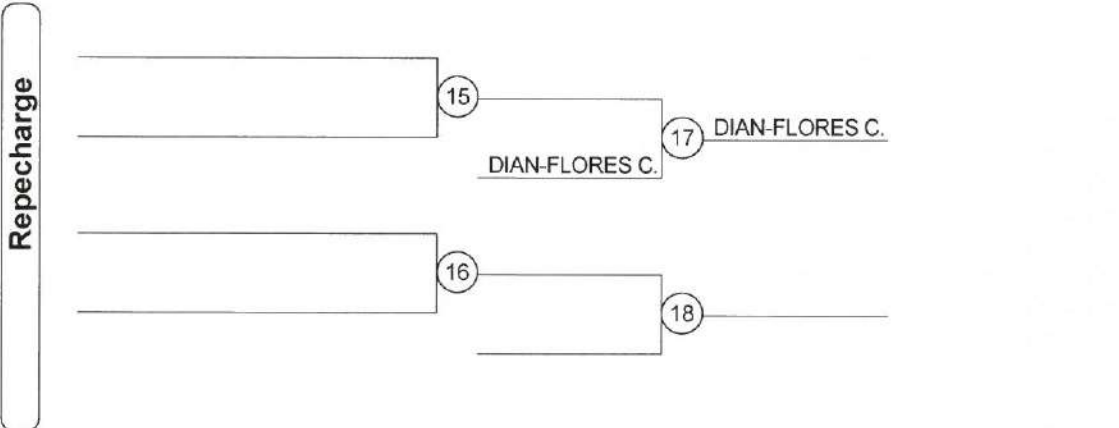 Repecharge
15
17
DIAN-FLORES C.
DIAN-FLORES C.
16
18